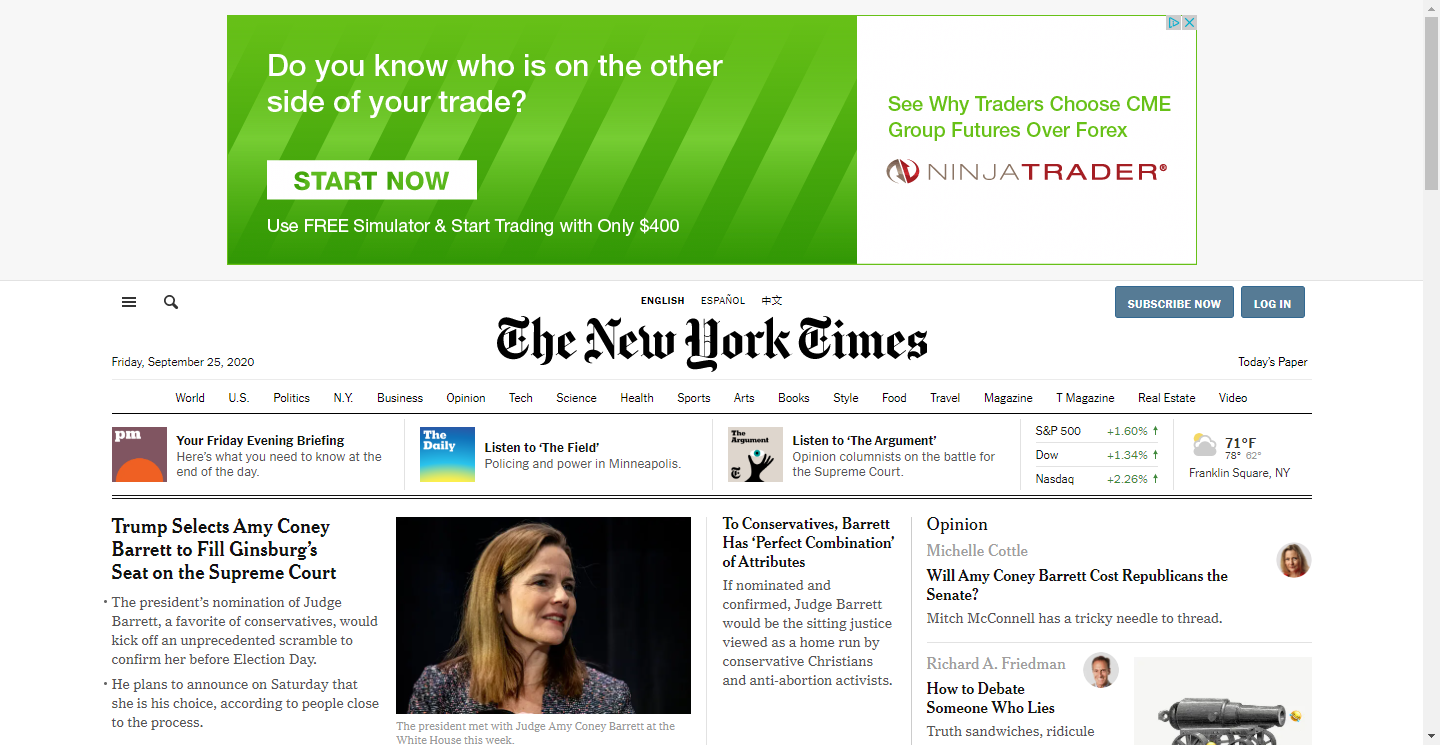 Do you know who is on the other
side of your trade?
START NOW
Use FREE Simulator & Start Trading with Only $400
See Why Traders Choose CME
Group Futures Over Forex
NINJATRADER®
ENGLISH ESPAÑOL 中文
SUBSCRIBE NOW LOG IN
The New York Times
Friday, September 25, 2020
Today's Paper
World U.S. Politics N.Y. Business Opinion Tech Science Health Sports Arts Books Style Food Travel Magazine T Magazine Real Estate Video
pm
Your Friday Evening Briefing
Here's what you need to know at the
end of the day.
The
Daily
Listen to ‘The Field’
Policing and power in Minneapolis.
The
Argument
T
Listen to ‘The Argument’
Opinion columnists on the battle for
the Supreme Court.
S&P 500 +1.60% ↑
Dow +1.34% ↑
Nasdaq +2.26% ↑
71°F
78° 62°
Franklin Square, NY
Trump Selects Amy Coney
Barrett to Fill Ginsburg’s
Seat on the Supreme Court
• The president’s nomination of Judge
Barrett, a favorite of conservatives, would
kick off an unprecedented scramble to
confirm her before Election Day.
• He plans to announce on Saturday that
she is his choice, according to people close
to the process.
The president met with Judge Amy Coney Barrett at the
White House this week.
To Conservatives, Barrett
Has ‘Perfect Combination’
of Attributes
If nominated and
confirmed, Judge Barrett
would be the sitting justice
viewed as a home run by
conservative Christians
and anti-abortion activists.
Opinion
Michelle Cottle
Will Amy Coney Barrett Cost Republicans the
Senate?
Mitch McConnell has a tricky needle to thread.
Richard A. Friedman
How to Debate
Someone Who Lies
Truth sandwiches, ridicule